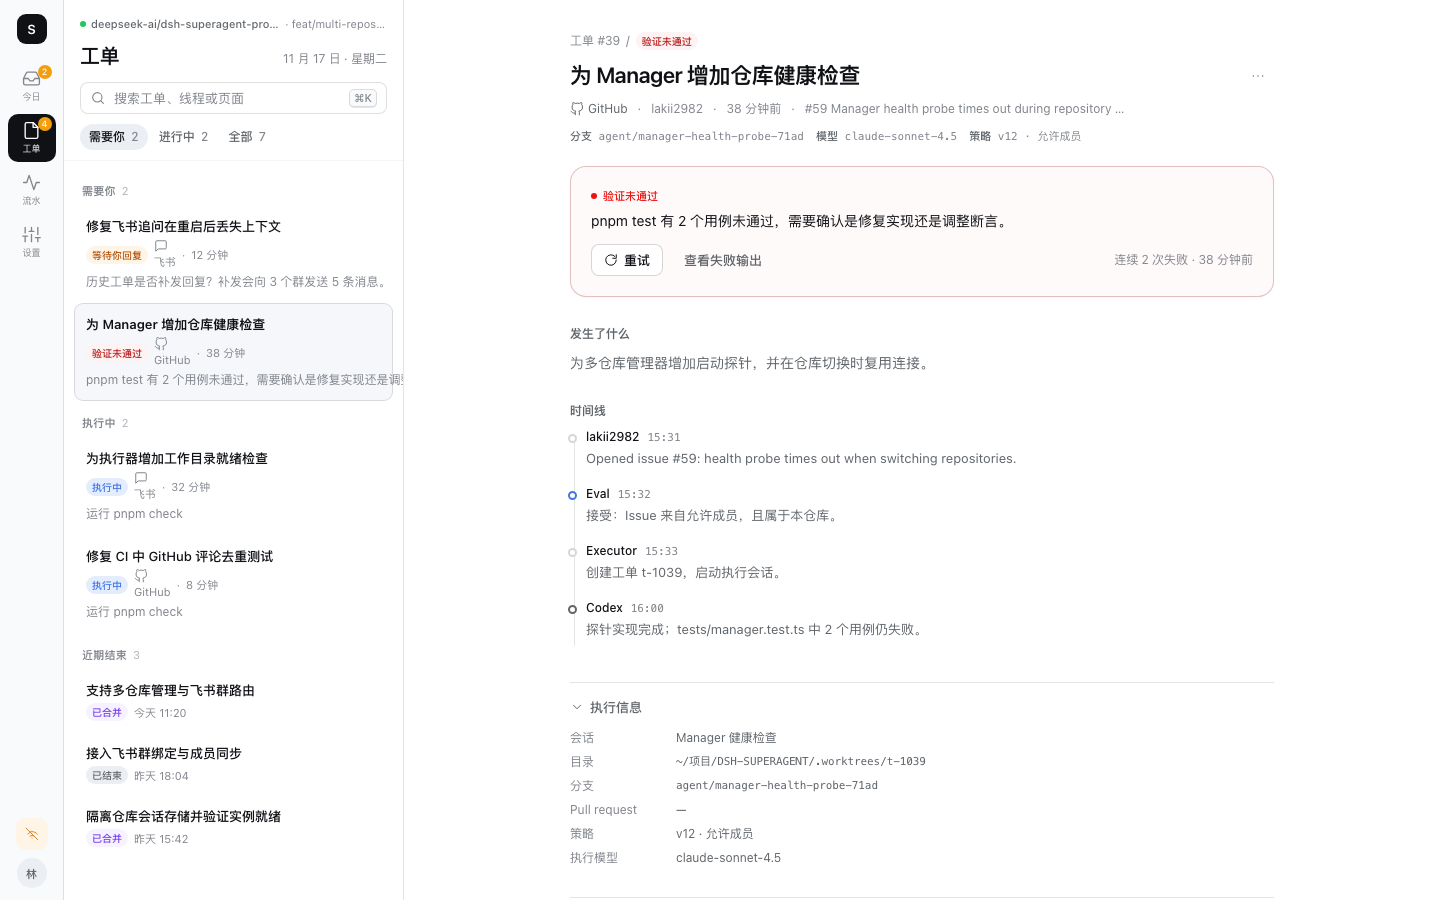 S
2
今日
4
工单
流水
设置
林
deepseek-ai/dsh-superagent-pro... · feat/multi-repos...
工单 11 月 17 日 · 星期二
搜索工单、线程或页面 ⌘K
需要你 2 进行中 2 全部 7
需要你 2
修复飞书追问在重启后丢失上下文
等待你回复 飞书 · 12 分钟
历史工单是否补发回复？补发会向 3 个群发送 5 条消息。
为 Manager 增加仓库健康检查
验证未通过 GitHub · 38 分钟
pnpm test 有 2 个用例未通过，需要确认是修复实现还是调
执行中 2
为执行器增加工作目录就绪检查
执行中 飞书 · 32 分钟
运行 pnpm check
修复 CI 中 GitHub 评论去重测试
执行中 GitHub · 8 分钟
运行 pnpm check
近期结束 3
支持多仓库管理与飞书群路由
已合并 今天 11:20
接入飞书群绑定与成员同步
已结束 昨天 18:04
隔离仓库会话存储并验证实例就绪
已合并 昨天 15:42
工单 #39 / 验证未通过
为 Manager 增加仓库健康检查 ...
GitHub · lakii2982 · 38 分钟前 · #59 Manager health probe times out during repository ...
分支 agent/manager-health-probe-71ad 模型 claude-sonnet-4.5 策略 v12 · 允许成员
验证未通过
pnpm test 有 2 个用例未通过，需要确认是修复实现还是调整断言。
重试 查看失败输出 连续 2 次失败 · 38 分钟前
发生了什么
为多仓库管理器增加启动探针，并在仓库切换时复用连接。
时间线
lakii2982 15:31
Opened issue #59: health probe times out when switching repositories.
Eval 15:32
接受：Issue 来自允许成员，且属于本仓库。
Executor 15:33
创建工单 t-1039，启动执行会话。
Codex 16:00
探针实现完成；tests/manager.test.ts 中 2 个用例仍失败。
执行信息
会话 Manager 健康检查
目录 ~/项目/DSH-SUPERAGENT/.worktrees/t-1039
分支 agent/manager-health-probe-71ad
Pull request —
策略 v12 · 允许成员
执行模型 claude-sonnet-4.5